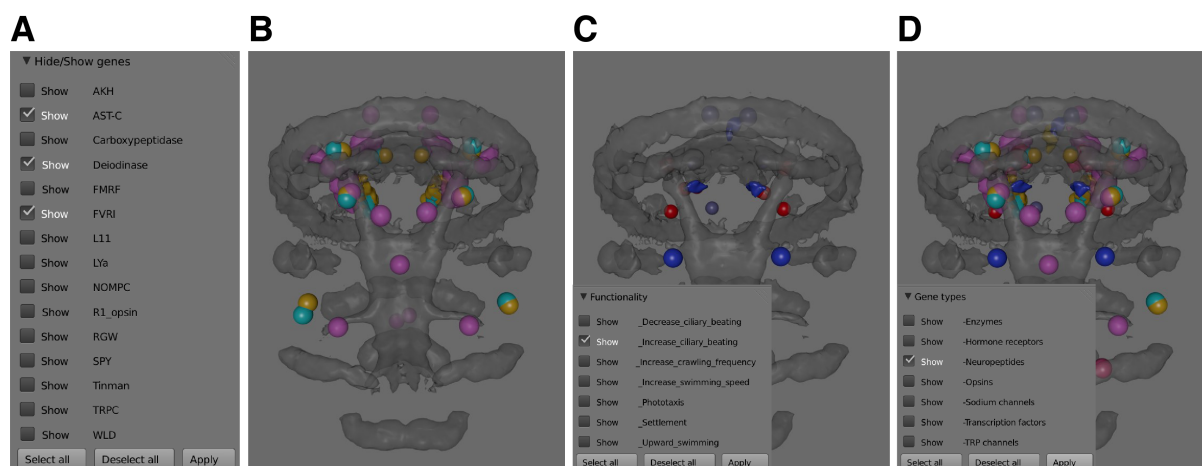 A
B
C
D
Hide/Show genes
Show AKH
Show AST-C
Show Carboxypeptidase
Show Deiodinase
Show FMRF
Show FVRI
Show L11
Show LYa
Show NOMPC
Show R1_opsin
Show RGW
Show SPY
Show Tinman
Show TRPC
Show WLD
Select all Deselect all Apply
Functionality
Show _Decrease_ciliary_beating
Show _Increase_ciliary_beating
Show _Increase_crawling_frequency
Show _Increase_swimming_speed
Show _Phototaxis
Show _Settlement
Show _Upward_swimming
Select all Deselect all Apply
Gene types
Show -Enzymes
Show -Hormone receptors
Show -Neuropeptides
Show -Opsins
Show -Sodium channels
Show -Transcription factors
Show -TRP channels
Select all Deselect all Apply